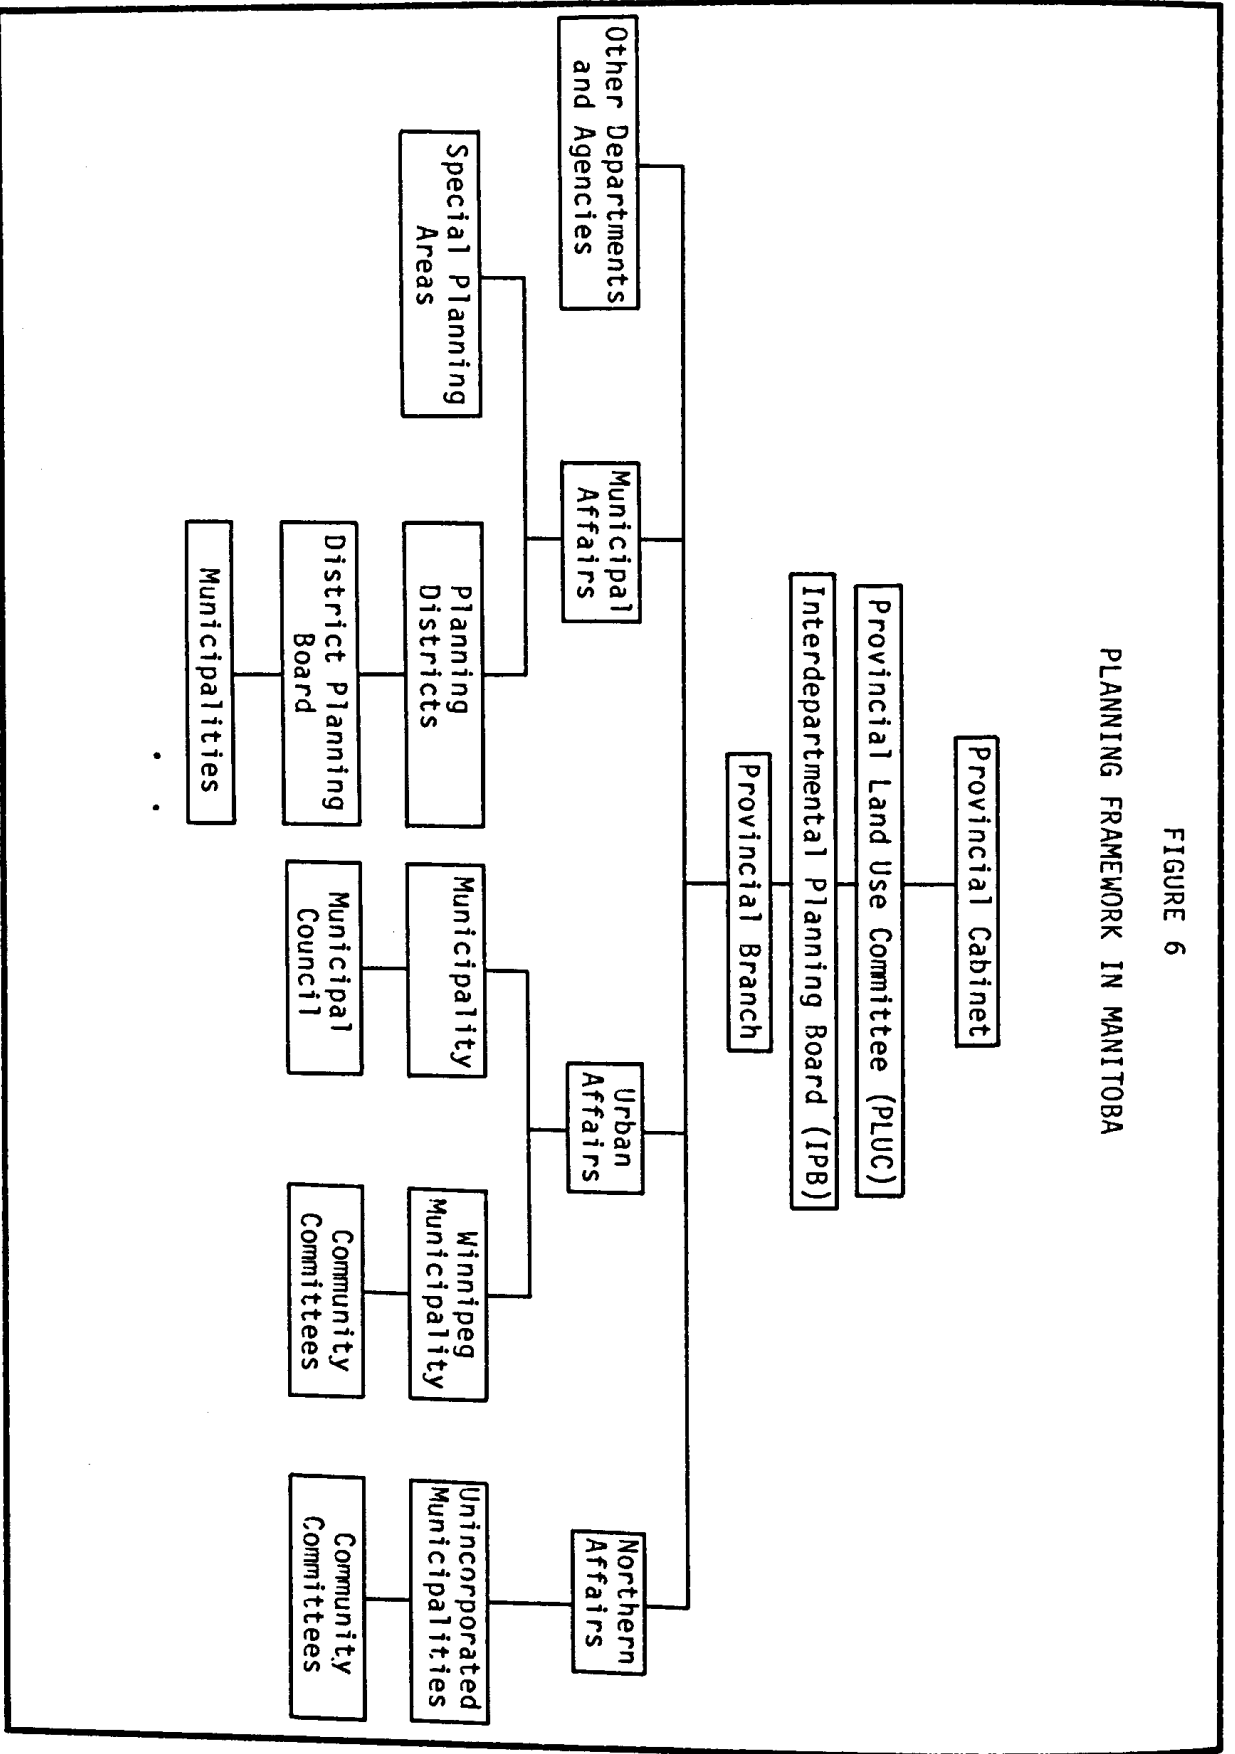 FIGURE 6
PLANNING FRAMEWORK IN MANITOBA
Provincial Cabinet
Provincial Land Use Committee (PLUC)
Interdepartmental Planning Board (IPB)
Provincial Branch
Other Departments
and Agencies
Municipal
Affairs
Urban
Affairs
Northern
Affairs
Special Planning
Areas
Planning
Districts
Municipality
Winnipeg
Municipality
Unincorporated
Municipalities
District Planning
Board
Municipal
Council
Community
Committees
Community
Committees
Municipalities